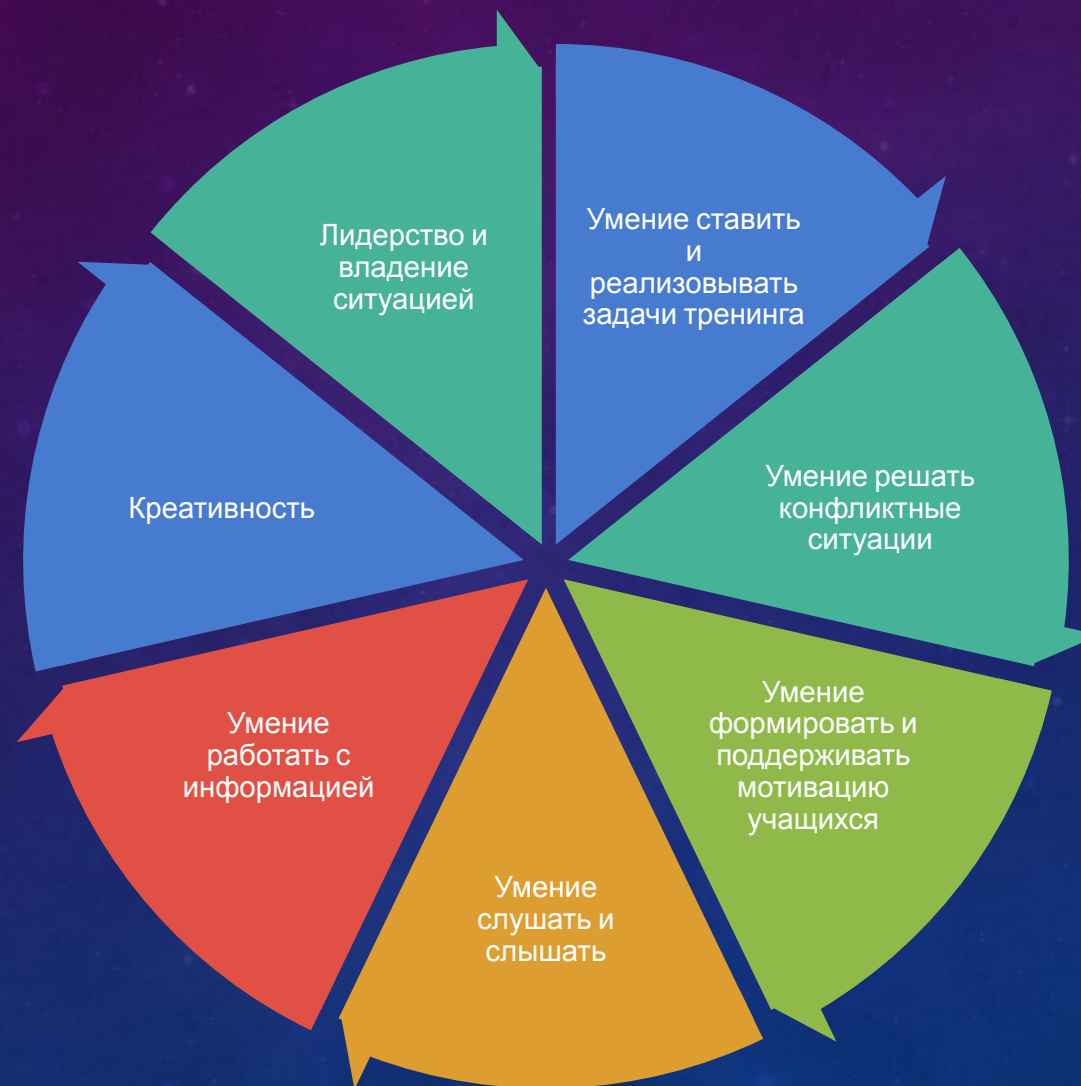 Умение ставить
и
реализовывать
задачи тренинга
Умение решать
конфликтные
ситуации
Умение
формировать и
поддерживать
мотивацию
учащихся
Умение
слушать и
слышать
Умение
работать с
информацией
Креативность
Лидерство и
владение
ситуацией